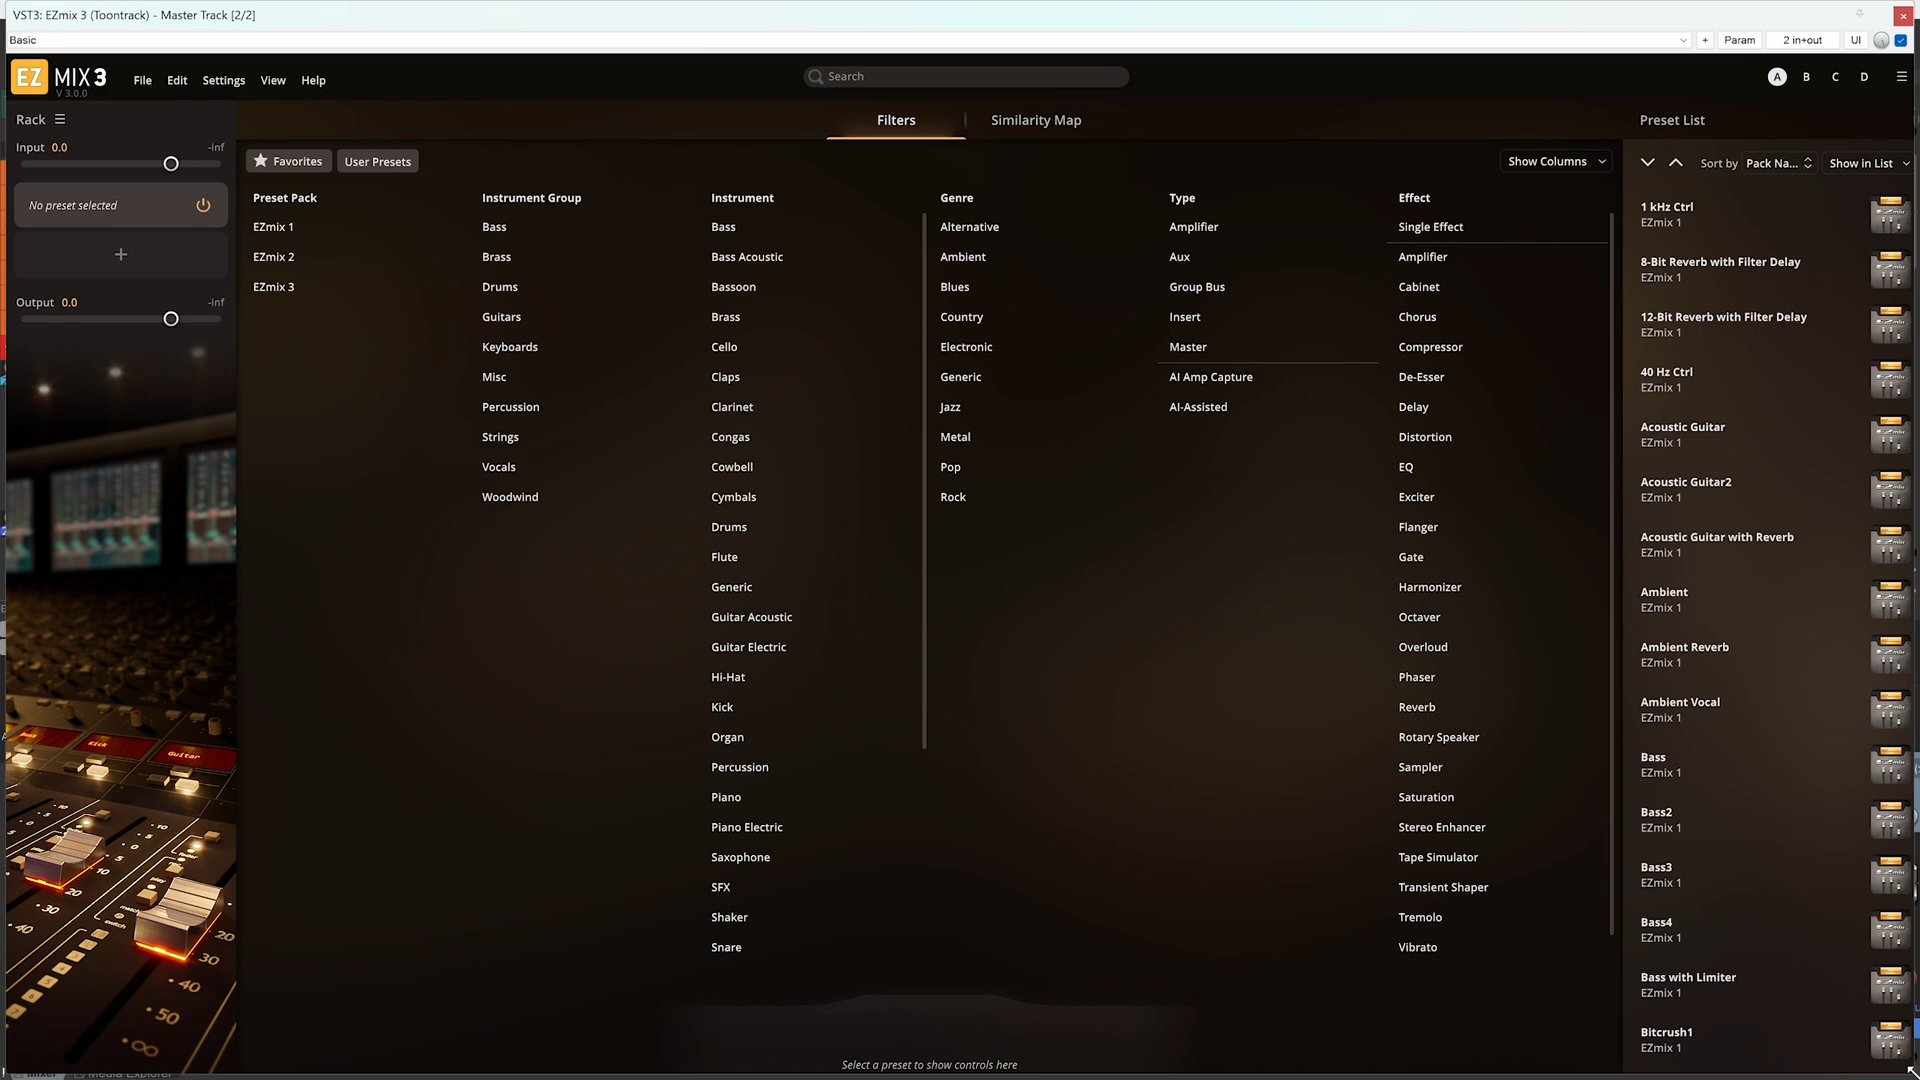 VST3: EZmix 3 (Toontrack) - Master Track [2/2]
Basic
+ Param 2 in+out UI
EZ MIX 3
V 3.0.0
File Edit Settings View Help
Search
A B C D
Rack
Filters
Similarity Map
Preset List
Input 0.0 -inf
No preset selected
+
Output 0.0 -inf
Favorites
User Presets
Show Columns
Preset Pack
EZmix 1
EZmix 2
EZmix 3
Instrument Group
Bass
Brass
Drums
Guitars
Keyboards
Misc
Percussion
Strings
Vocals
Woodwind
Instrument
Bass
Bass Acoustic
Bassoon
Brass
Cello
Claps
Clarinet
Congas
Cowbell
Cymbals
Drums
Flute
Generic
Guitar Acoustic
Guitar Electric
Hi-Hat
Kick
Organ
Percussion
Piano
Piano Electric
Saxophone
SFX
Shaker
Snare
Genre
Alternative
Ambient
Blues
Country
Electronic
Generic
Jazz
Metal
Pop
Rock
Type
Amplifier
Aux
Group Bus
Insert
Master
AI Amp Capture
AI-Assisted
Effect
Single Effect
Amplifier
Cabinet
Chorus
Compressor
De-Esser
Delay
Distortion
EQ
Exciter
Flanger
Gate
Harmonizer
Octaver
Overloud
Phaser
Reverb
Rotary Speaker
Sampler
Saturation
Stereo Enhancer
Tape Simulator
Transient Shaper
Tremolo
Vibrato
Sort by Pack Na... Show in List
1 kHz Ctrl
EZmix 1
8-Bit Reverb with Filter Delay
EZmix 1
12-Bit Reverb with Filter Delay
EZmix 1
40 Hz Ctrl
EZmix 1
Acoustic Guitar
EZmix 1
Acoustic Guitar2
EZmix 1
Acoustic Guitar with Reverb
EZmix 1
Ambient
EZmix 1
Ambient Reverb
EZmix 1
Ambient Vocal
EZmix 1
Bass
EZmix 1
Bass2
EZmix 1
Bass3
EZmix 1
Bass4
EZmix 1
Bass with Limiter
EZmix 1
Bitcrush1
EZmix 1
Select a preset to show controls here
Kick
Guitar